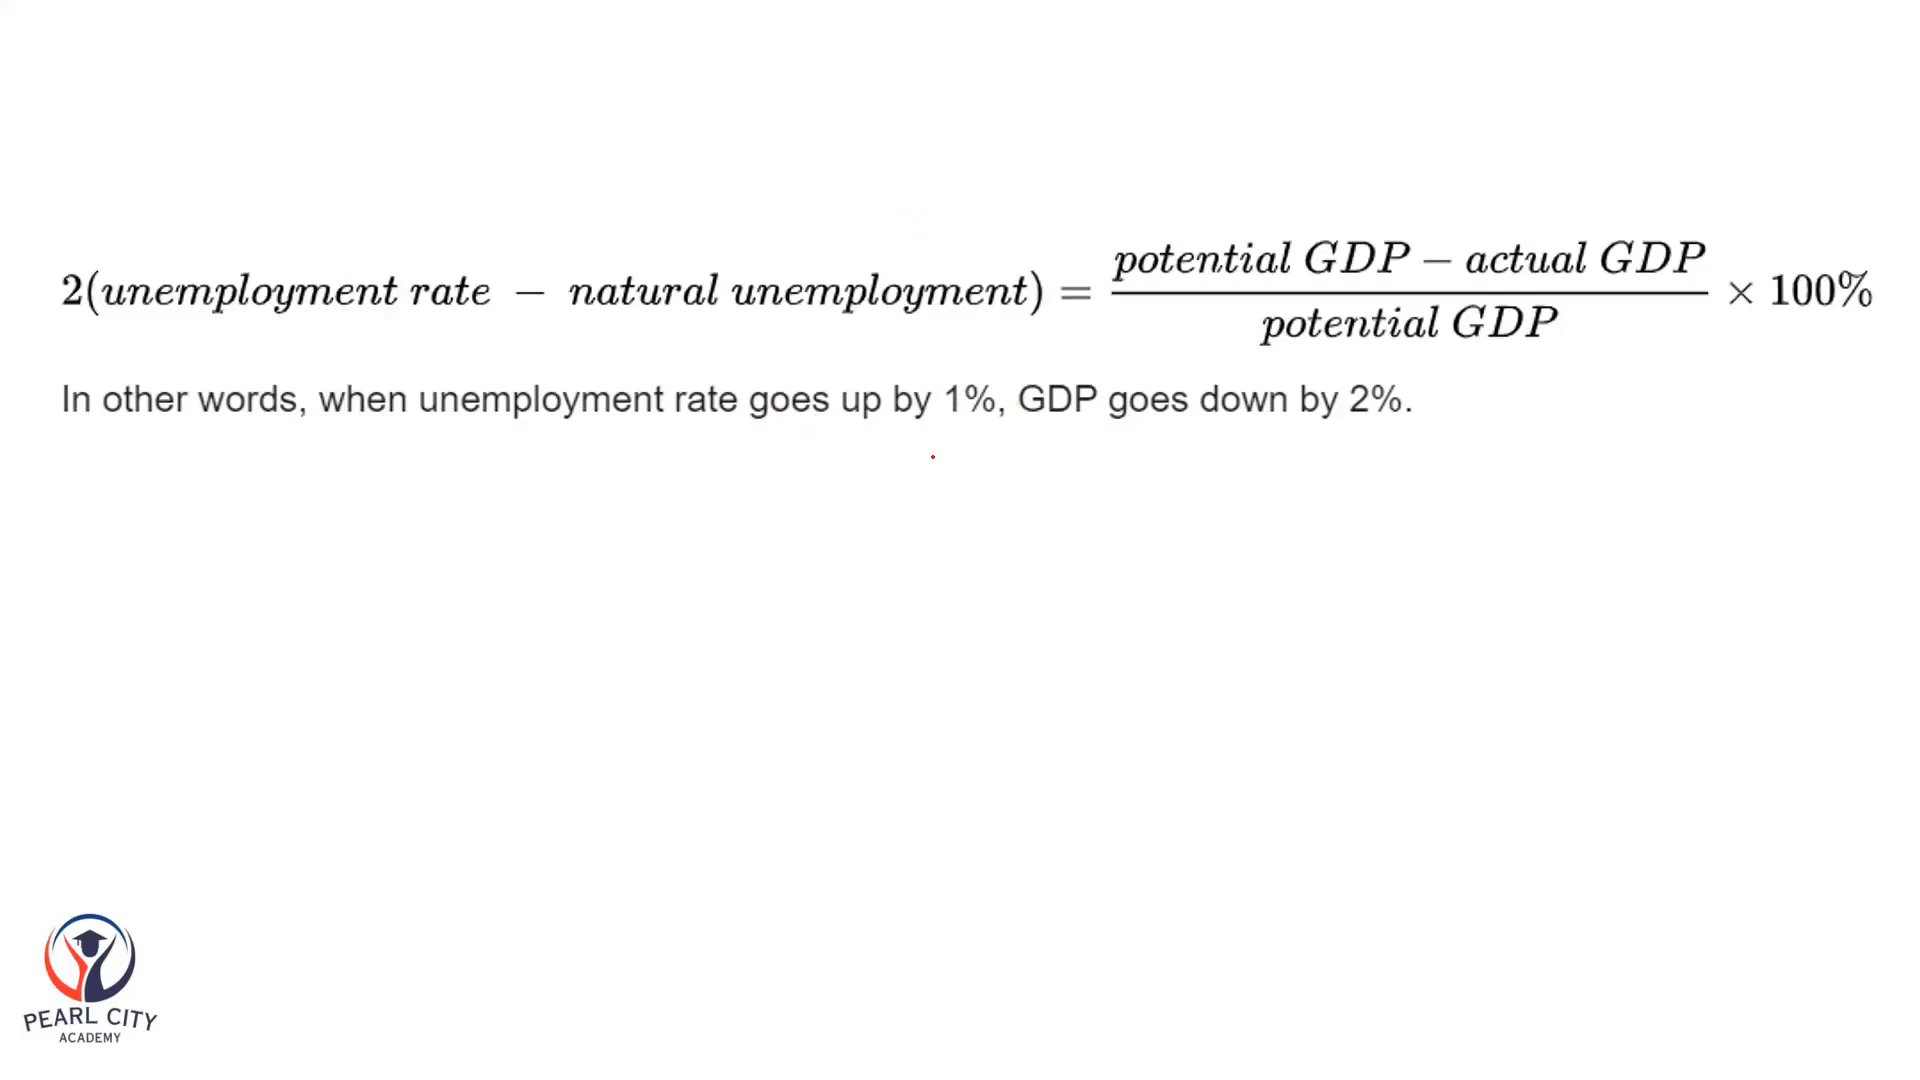 2(unemployment rate − natural unemployment) = (potential GDP − actual GDP) / (potential GDP) × 100%
In other words, when unemployment rate goes up by 1%, GDP goes down by 2%.
PEARL CITY
ACADEMY